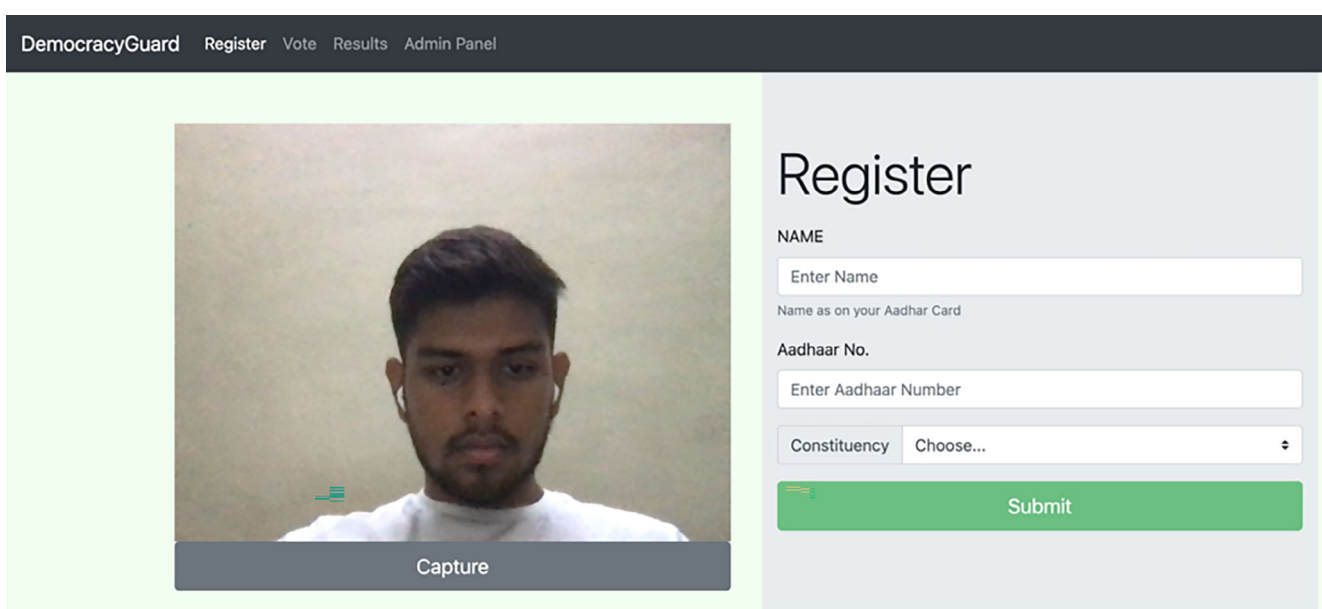 DemocracyGuard Register Vote Results Admin Panel
Register
NAME
Enter Name
Name as on your Aadhar Card
Aadhaar No.
Enter Aadhaar Number
Constituency Choose...
Submit
Capture